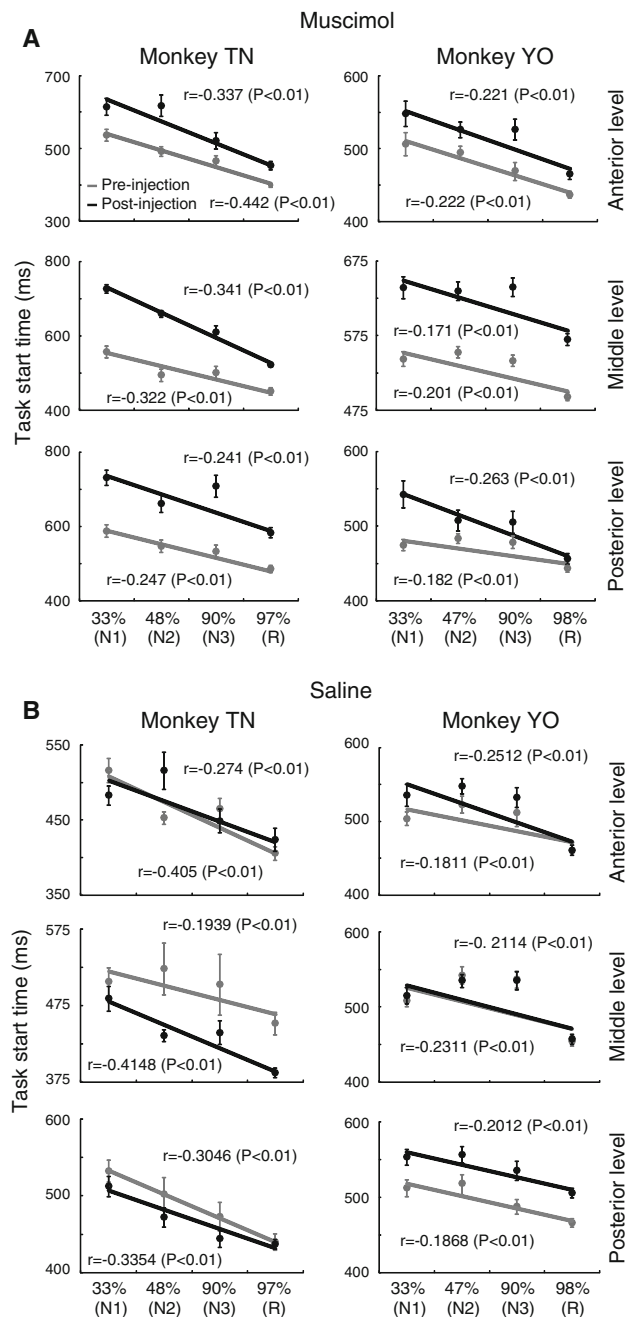 Muscimol
A
Monkey TN
Monkey YO
700
500
300
r=-0.337 (P<0.01)
Pre-injection
Post-injection
r=-0.442 (P<0.01)
600
500
400
r=-0.221 (P<0.01)
r=-0.222 (P<0.01)
Anterior level
Task start time (ms)
800
600
400
r=-0.341 (P<0.01)
r=-0.322 (P<0.01)
675
575
475
r=-0.171 (P<0.01)
r=-0.201 (P<0.01)
Middle level
800
600
400
r=-0.241 (P<0.01)
r=-0.247 (P<0.01)
600
500
400
r=-0.263 (P<0.01)
r=-0.182 (P<0.01)
Posterior level
33% 48% 90% 97%
(N1) (N2) (N3) (R)
33% 47% 90% 98%
(N1) (N2) (N3) (R)
Saline
B
Monkey TN
Monkey YO
550
450
350
r=-0.274 (P<0.01)
r=-0.405 (P<0.01)
600
500
400
r=-0.2512 (P<0.01)
r=-0.1811 (P<0.01)
Anterior level
Task start time (ms)
575
475
375
r=-0.1939 (P<0.01)
r=-0.4148 (P<0.01)
600
500
400
r=-0. 2114 (P<0.01)
r=-0.2311 (P<0.01)
Middle level
600
500
400
r=-0.3046 (P<0.01)
r=-0.3354 (P<0.01)
600
500
400
r=-0.2012 (P<0.01)
r=-0.1868 (P<0.01)
Posterior level
33% 48% 90% 97%
(N1) (N2) (N3) (R)
33% 47% 90% 98%
(N1) (N2) (N3) (R)